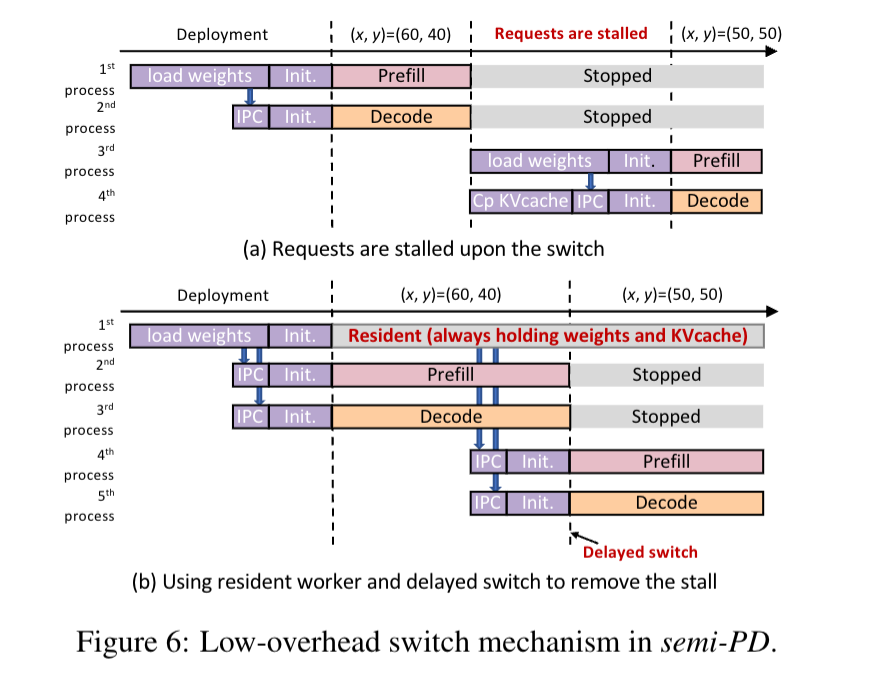 Deployment (x, y)=(60, 40) Requests are stalled (x, y)=(50, 50)
1st process load weights Init. Prefill Stopped
2nd process IPC Init. Decode Stopped
3rd process load weights Init. Prefill
4th process Cp KVcache IPC Init. Decode
(a) Requests are stalled upon the switch
Deployment (x, y)=(60, 40) (x, y)=(50, 50)
1st process load weights Init. Resident (always holding weights and KVcache)
2nd process IPC Init. Prefill Stopped
3rd process IPC Init. Decode Stopped
4th process IPC Init. Prefill
5th process IPC Init. Decode
Delayed switch
(b) Using resident worker and delayed switch to remove the stall
Figure 6: Low-overhead switch mechanism in semi-PD.